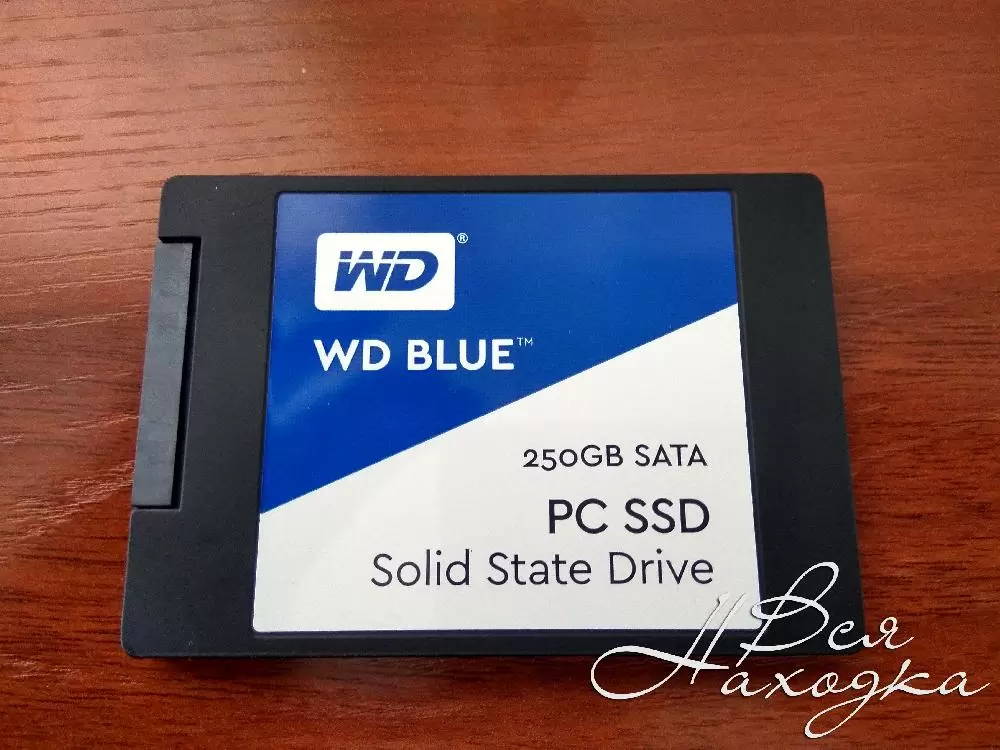 WD®
WD BLUE™
250GB SATA
PC SSD
Solid State Drive
Вся
Находка